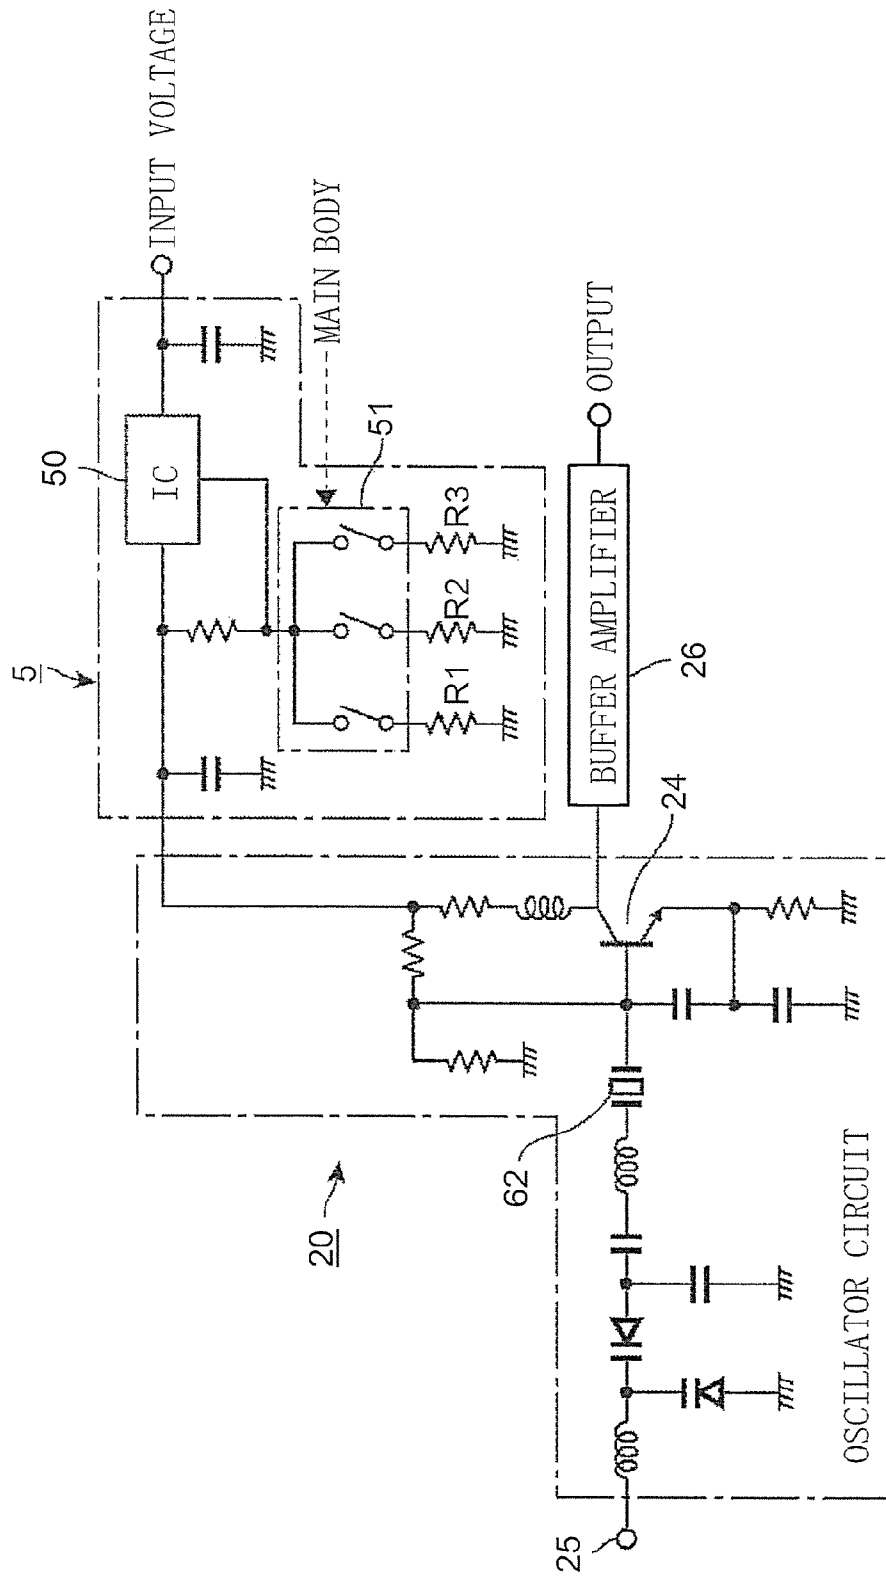 5
50
IC
INPUT VOLTAGE
MAIN BODY
51
R1
R2
R3
20
62
24
BUFFER AMPLIFIER
26
OUTPUT
25
OSCILLATOR CIRCUIT